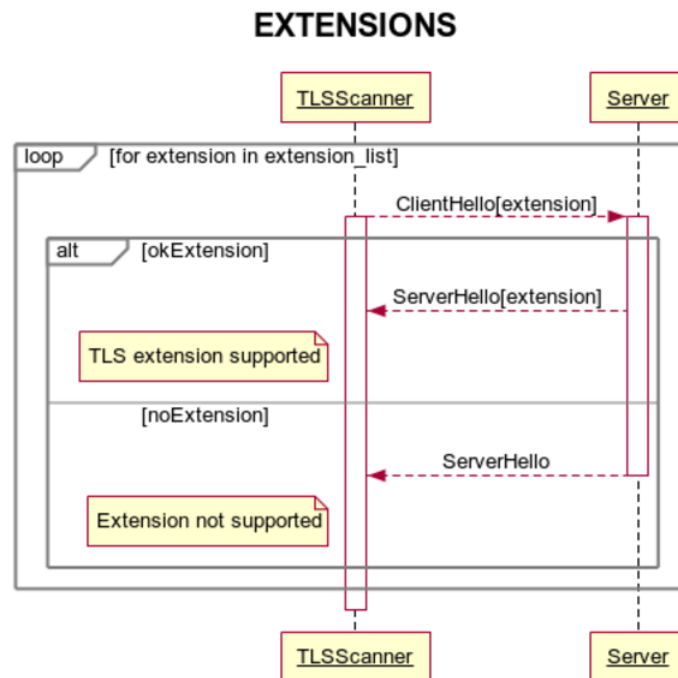 EXTENSIONS
TLSScanner
Server
loop
[for extension in extension_list]
ClientHello[extension]
alt
[okExtension]
ServerHello[extension]
TLS extension supported
[noExtension]
ServerHello
Extension not supported
TLSScanner
Server